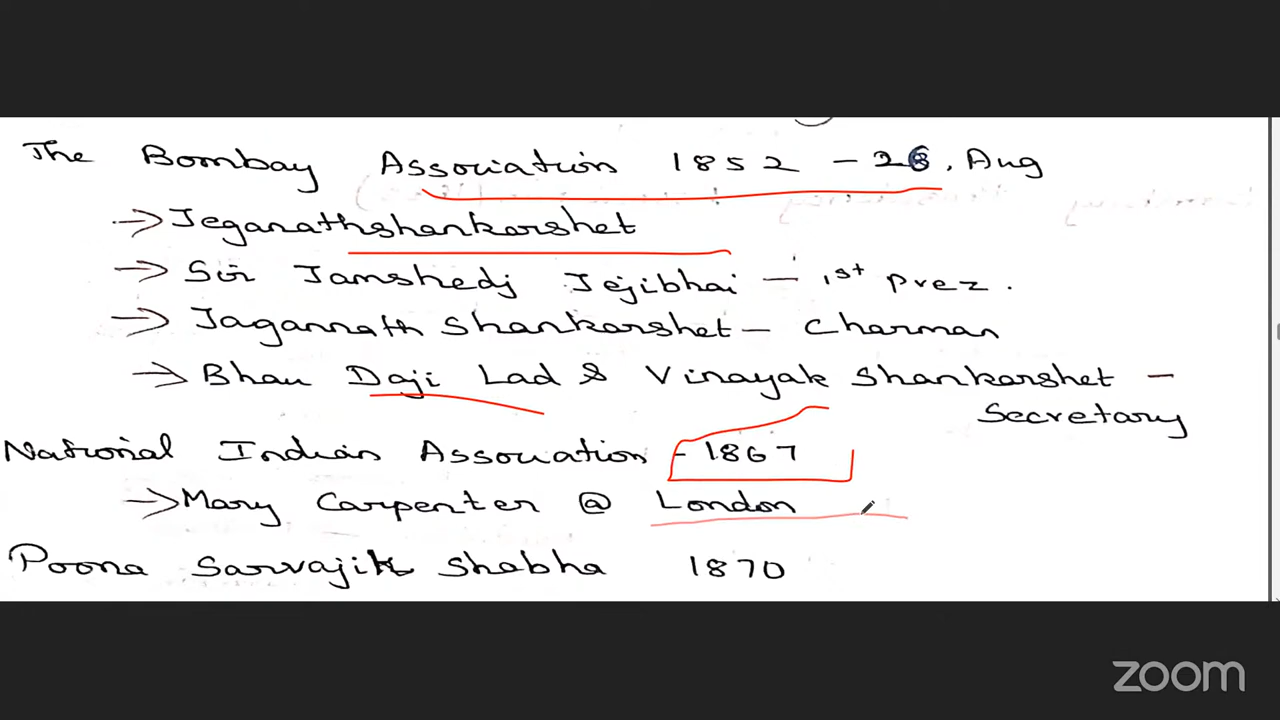 The Bombay Association 1852 - 26, Aug
→ Jeganathshankarshet
→ Sir Jamshedj Jejibhai - 1st Prez.
→ Jagannath Shankarshet - Charman
→ Bhau Daji Lad & Vinayak Shankarshet -
Secretary
National Indian Association - 1867
→ Mary Carpenter @ London
Poona Sarvajik Shabha 1870
zoom